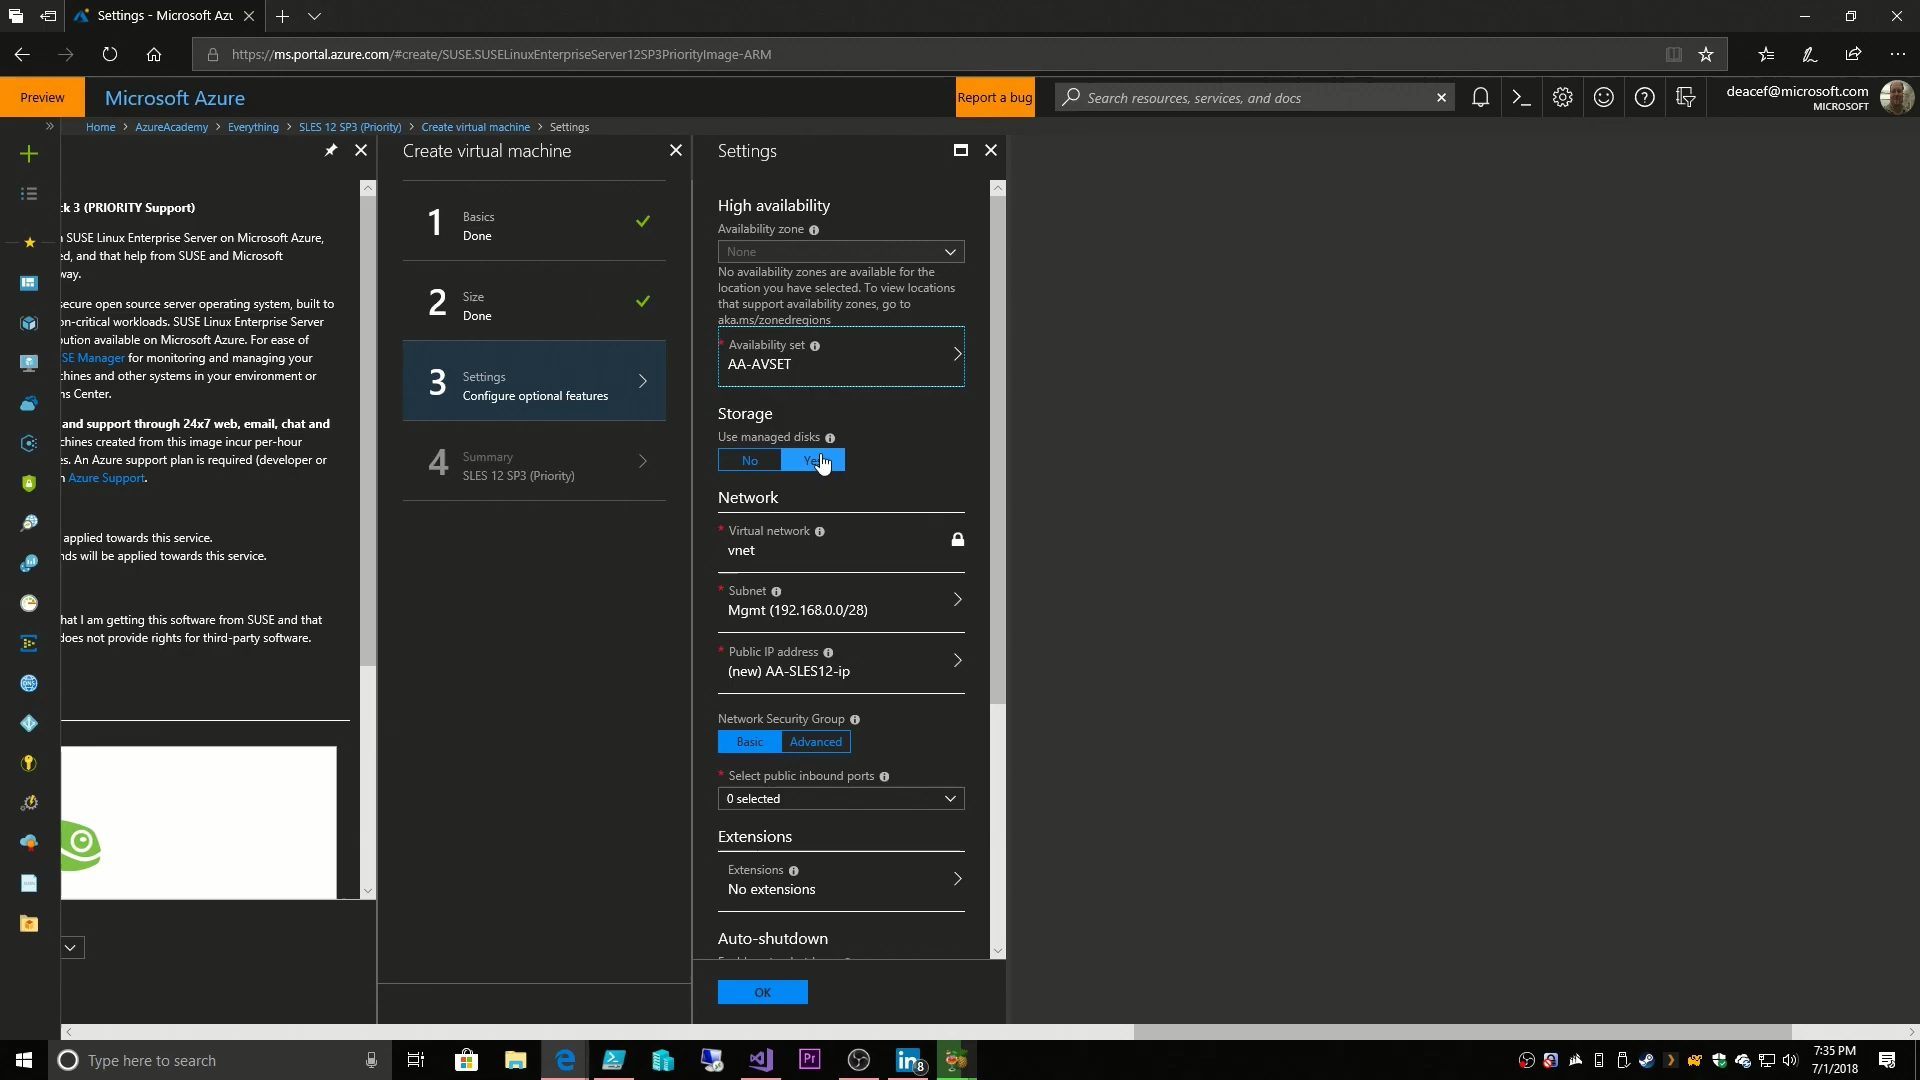 Settings - Microsoft Azu
https://ms.portal.azure.com/#create/SUSE.SUSELinuxEnterpriseServer12SP3PriorityImage-ARM
Preview
Microsoft Azure
Report a bug
Search resources, services, and docs
deacef@microsoft.com
MICROSOFT
Home > AzureAcademy > Everything > SLES 12 SP3 (Priority) > Create virtual machine > Settings
k 3 (PRIORITY Support)
SUSE Linux Enterprise Server on Microsoft Azure,
ed, and that help from SUSE and Microsoft
way.
secure open source server operating system, built to
on-critical workloads. SUSE Linux Enterprise Server
oution available on Microsoft Azure. For ease of
SE Manager for monitoring and managing your
chines and other systems in your environment or
ns Center.
and support through 24x7 web, email, chat and
chines created from this image incur per-hour
es. An Azure support plan is required (developer or
n Azure Support.
applied towards this service.
nds will be applied towards this service.
hat I am getting this software from SUSE and that
does not provide rights for third-party software.
Create virtual machine
1
Basics
Done
2
Size
Done
3
Settings
Configure optional features
4
Summary
SLES 12 SP3 (Priority)
Settings
High availability
Availability zone
None
No availability zones are available for the
location you have selected. To view locations
that support availability zones, go to
aka.ms/zonedregions
* Availability set
AA-AVSET
Storage
Use managed disks
No
Network
* Virtual network
vnet
* Subnet
Mgmt (192.168.0.0/28)
* Public IP address
(new) AA-SLES12-ip
Network Security Group
Basic Advanced
* Select public inbound ports
0 selected
Extensions
Extensions
No extensions
Auto-shutdown
OK
Type here to search
Pr
in
8
7:35 PM
7/1/2018